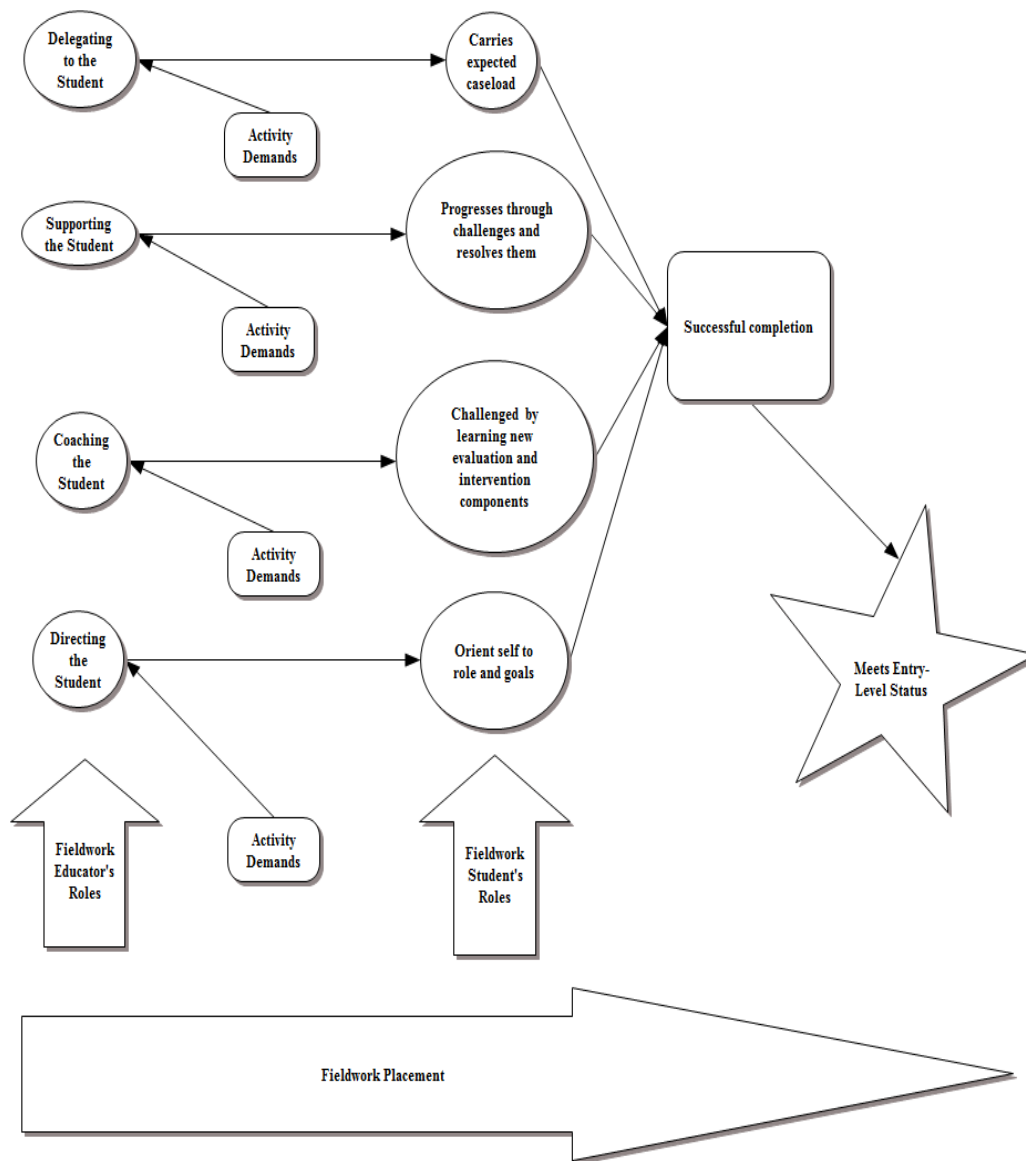 Delegating
to the
Student
Carries
expected
caseload
Activity
Demands
Supporting
the Student
Progresses through
challenges and
resolves them
Activity
Demands
Successful completion
Coaching
the
Student
Challenged by
learning new
evaluation and
intervention
components
Activity
Demands
Directing
the
Student
Orient self to
role and goals
Meets Entry-
Level Status
Activity
Demands
Fieldwork
Educator's
Roles
Fieldwork
Student's
Roles
Fieldwork Placement